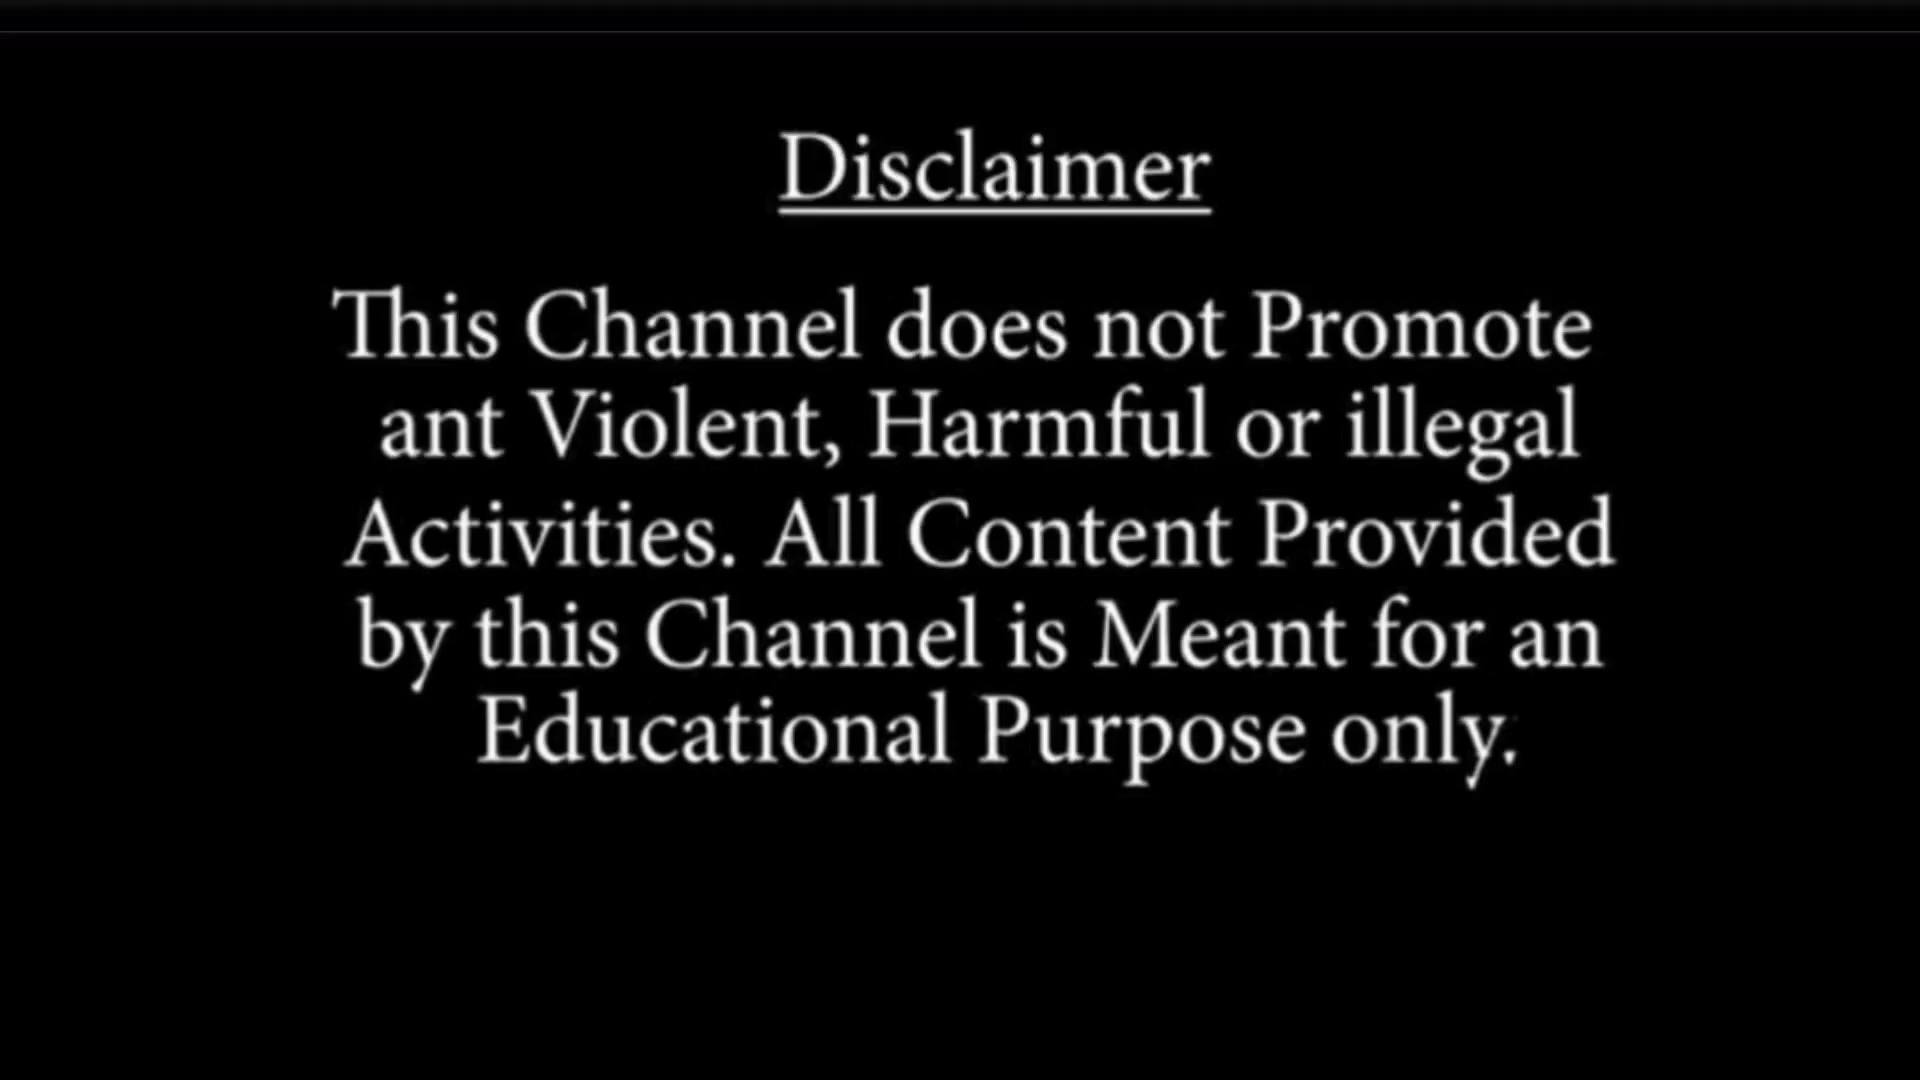 Disclaimer
This Channel does not Promote
ant Violent, Harmful or illegal
Activities. All Content Provided
by this Channel is Meant for an
Educational Purpose only.